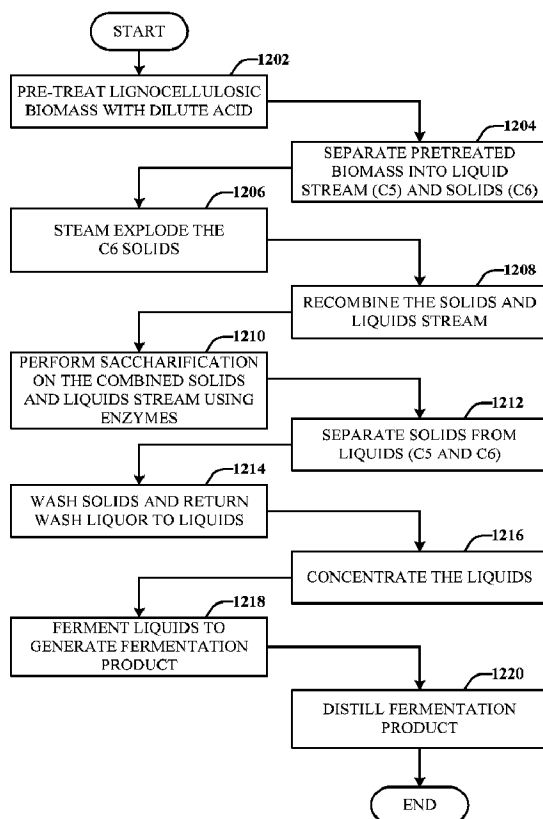 START
1202
PRE-TREAT LIGNOCELLULOSIC
BIOMASS WITH DILUTE ACID
1204
SEPARATE PRETREATED
BIOMASS INTO LIQUID
STREAM (C5) AND SOLIDS (C6)
1206
STEAM EXPLODE THE
C6 SOLIDS
1208
RECOMBINE THE SOLIDS AND
LIQUIDS STREAM
1210
PERFORM SACCHARIFICATION
ON THE COMBINED SOLIDS
AND LIQUIDS STREAM USING
ENZYMES
1212
SEPARATE SOLIDS FROM
LIQUIDS (C5 AND C6)
1214
WASH SOLIDS AND RETURN
WASH LIQUOR TO LIQUIDS
1216
CONCENTRATE THE LIQUIDS
1218
FERMENT LIQUIDS TO
GENERATE FERMENTATION
PRODUCT
1220
DISTILL FERMENTATION
PRODUCT
END